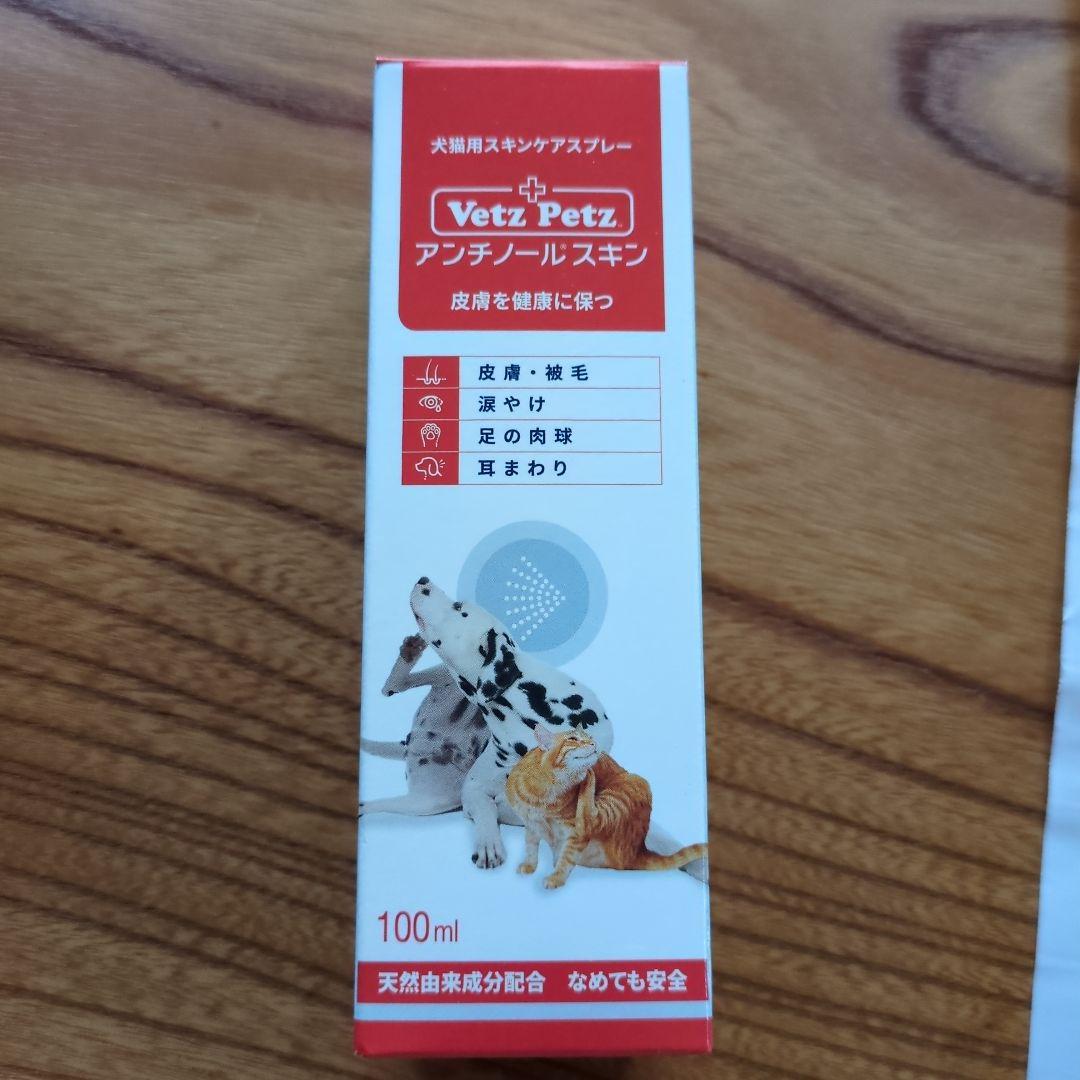 犬猫用スキンケアスプレー
Vetz Petz™
アンチノール®スキン
皮膚を健康に保つ
皮膚・被毛
涙やけ
足の肉球
耳まわり
100ml
天然由来成分配合　なめても安全